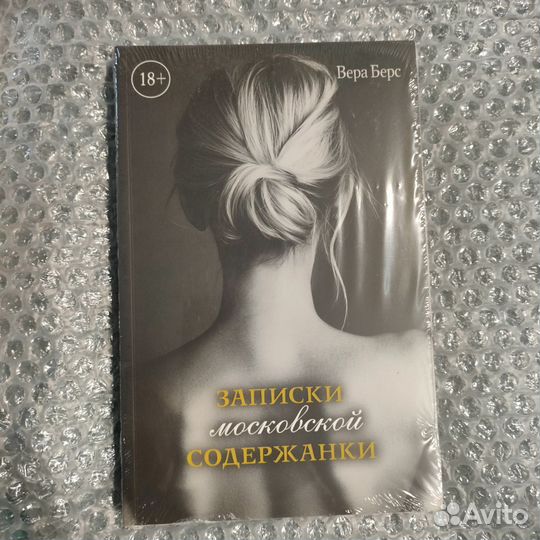 18+
Вера Берс
ЗАПИСКИ
московской
СОДЕРЖАНКИ
Avito